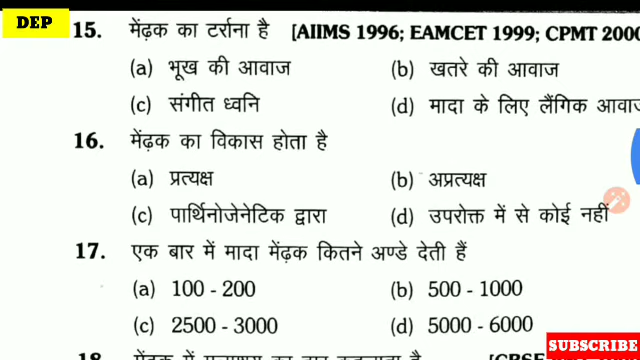 DEP
15. मेंढ़क का टर्राना है [AIIMS 1996; EAMCET 1999; CPMT 2000
(a) भूख की आवाज (b) खतरे की आवाज
(c) संगीत ध्वनि (d) मादा के लिए लैंगिक
16. मेंढ़क का विकास होता है
(a) प्रत्यक्ष (b) अप्रत्यक्ष
(c) पार्थिनोजेनेटिक द्वारा (d) उपरोक्त में से कोई नहीं
17. एक बार में मादा मेंढ़क कितने अण्डे देती हैं
(a) 100 - 200 (b) 500 - 1000
(c) 2500 - 3000 (d) 5000 - 6000
SUBSCRIBE